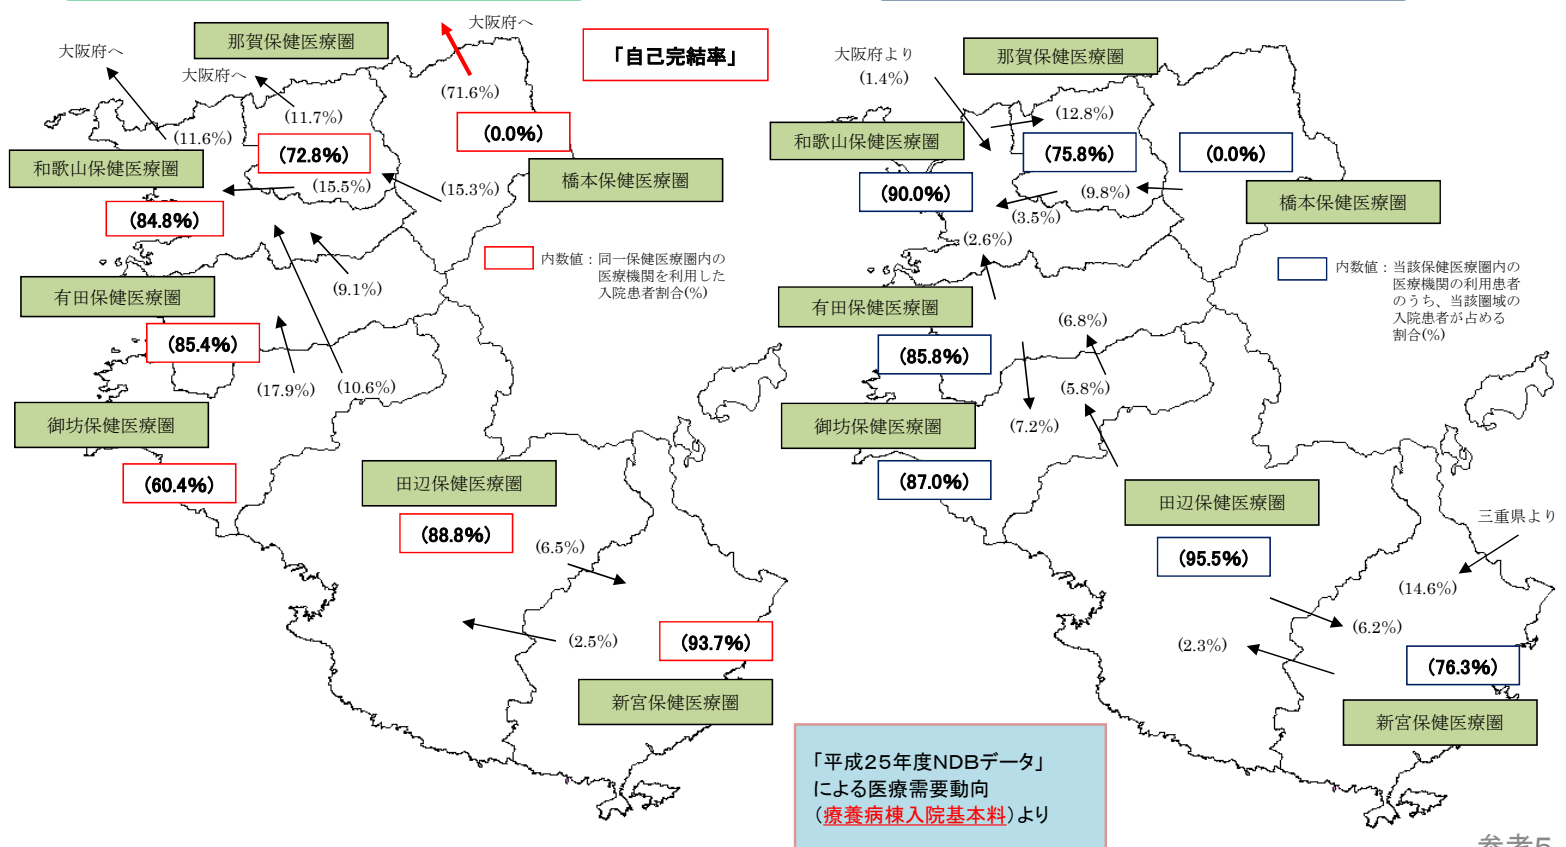 大阪府へ
大阪府へ
大阪府へ
那賀保健医療圏
「自己完結率」
(71.6%)
(11.7%)
(11.6%)
(0.0%)
(72.8%)
和歌山保健医療圏
(15.5%)
(15.3%)
橋本保健医療圏
(84.8%)
内数値：同一保健医療圏内の
医療機関を利用した
入院患者割合(%)
(9.1%)
有田保健医療圏
(85.4%)
(17.9%)
(10.6%)
御坊保健医療圏
(60.4%)
田辺保健医療圏
(88.8%)
(6.5%)
(2.5%)
(93.7%)
新宮保健医療圏
大阪府より
(1.4%)
那賀保健医療圏
(12.8%)
和歌山保健医療圏
(75.8%)
(0.0%)
(90.0%)
(9.8%)
橋本保健医療圏
(3.5%)
(2.6%)
内数値：当該保健医療圏内の
医療機関の利用患者
のうち、当該圏域の
入院患者が占める
割合(%)
有田保健医療圏
(6.8%)
(85.8%)
(5.8%)
御坊保健医療圏
(7.2%)
(87.0%)
田辺保健医療圏
三重県より
(95.5%)
(14.6%)
(6.2%)
(2.3%)
(76.3%)
新宮保健医療圏
「平成２５年度ＮＤＢデータ」
による医療需要動向
（療養病棟入院基本料）より
参考5